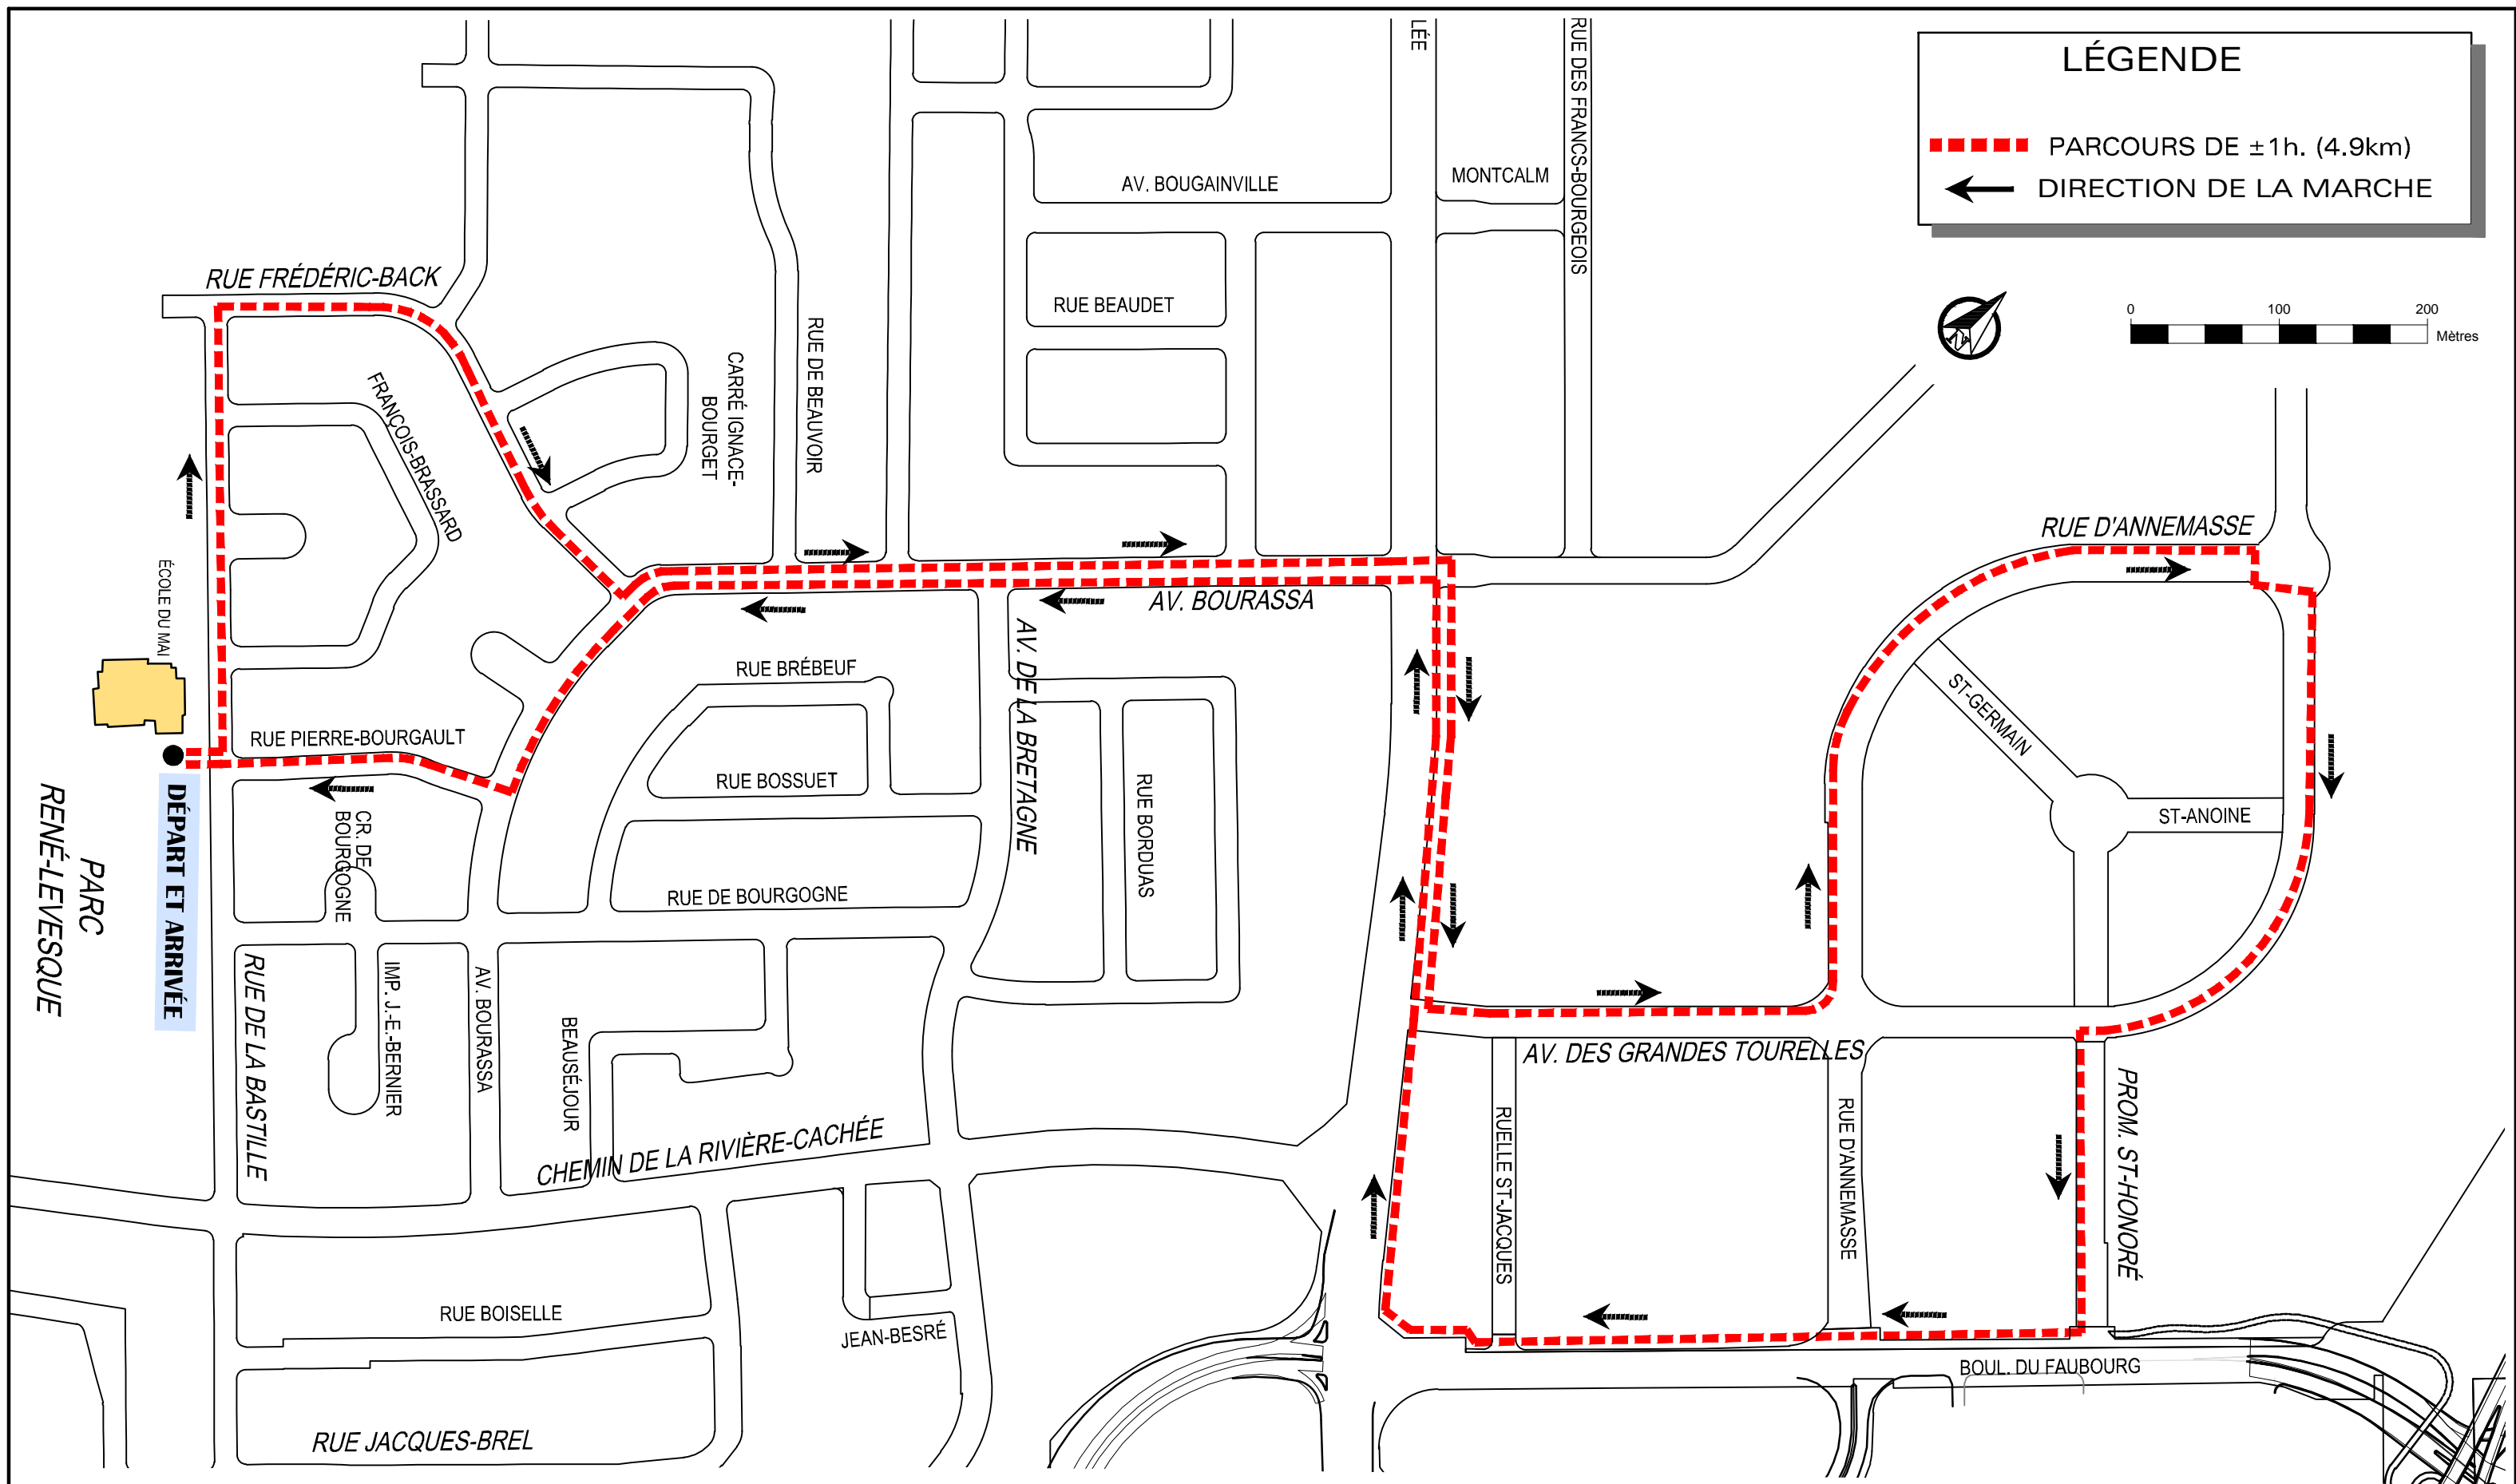 LÉGENDE
PARCOURS DE ±1h. (4.9km)
DIRECTION DE LA MARCHE
0 100 200
Mètres
N
LÉE
RUE DES FRANCS-BOURGEOIS
MONTCALM
AV. BOUGAINVILLE
RUE BEAUDET
RUE FRÉDÉRIC-BACK
FRANÇOIS-BRASSARD
CARRÉ IGNACE-
BOURGET
RUE DE BEAUVOIR
ÉCOLE DU MAI
RUE D'ANNEMASSE
AV. BOURASSA
RUE BRÉBEUF
AV. DE LA BRETAGNE
RUE PIERRE-BOURGAULT
RUE BOSSUET
RUE BORDUAS
ST-GERMAIN
ST-ANOINE
PARC
RENÉ-LEVESQUE
DÉPART ET ARRIVÉE
CR. DE
BOURGOGNE
RUE DE BOURGOGNE
RUE DE LA BASTILLE
IMP. J.-E.-BERNIER
AV. BOURASSA
BEAUSÉJOUR
CHEMIN DE LA RIVIÈRE-CACHÉE
AV. DES GRANDES TOURELLES
RUELLE ST-JACQUES
RUE D'ANNEMASSE
PROM. ST-HONORÉ
RUE BOISELLE
JEAN-BESRÉ
BOUL. DU FAUBOURG
RUE JACQUES-BREL